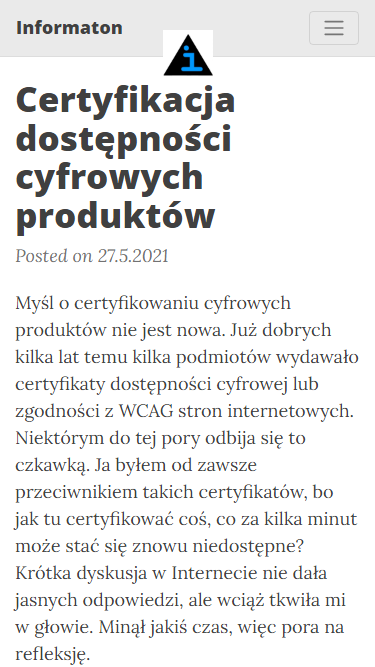 Informaton
i
Certyfikacja
dostępności
cyfrowych
produktów
Posted on 27.5.2021
Myśl o certyfikowaniu cyfrowych
produktów nie jest nowa. Już dobrych
kilka lat temu kilka podmiotów wydawało
certyfikaty dostępności cyfrowej lub
zgodności z WCAG stron internetowych.
Niektórym do tej pory odbija się to
czkawką. Ja byłem od zawsze
przeciwnikiem takich certyfikatów, bo
jak tu certyfikować coś, co za kilka minut
może stać się znowu niedostępne?
Krótka dyskusja w Internecie nie dała
jasnych odpowiedzi, ale wciąż tkwiła mi
w głowie. Minął jakiś czas, więc pora na
refleksję.